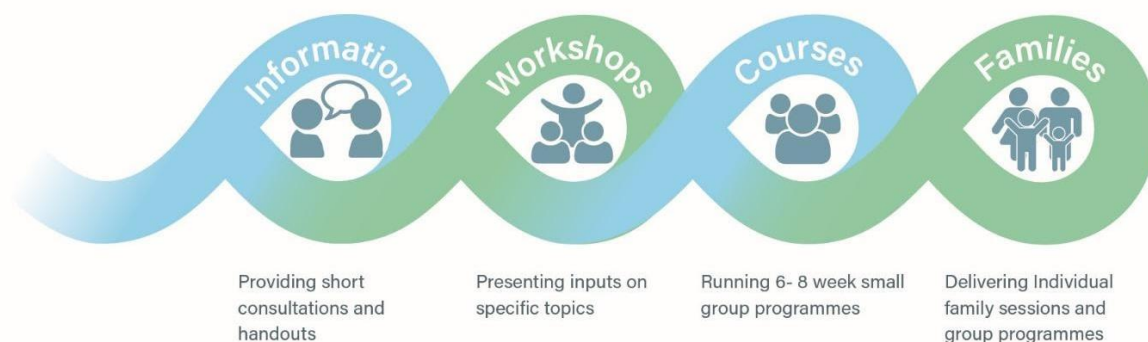 Information
Workshops
Courses
Families
Providing short
consultations and
handouts
Presenting inputs on
specific topics
Running 6- 8 week small
group programmes
Delivering Individual
family sessions and
group programmes